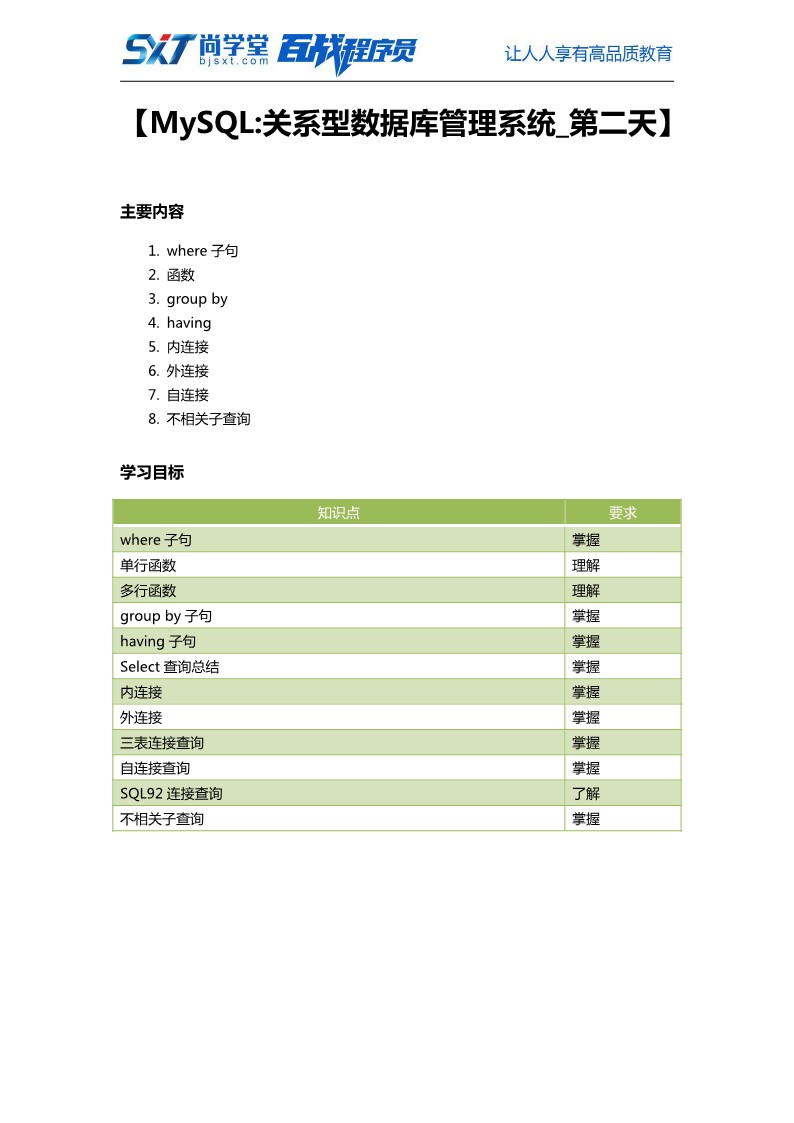 SXT尚学堂
bjsxt.com
百战程序员
让人人享有高品质教育
【MySQL:关系型数据库管理系统_第二天】
主要内容
1. where 子句
2. 函数
3. group by
4. having
5. 内连接
6. 外连接
7. 自连接
8. 不相关子查询
学习目标
知识点 要求
where 子句 掌握
单行函数 理解
多行函数 理解
group by 子句 掌握
having 子句 掌握
Select 查询总结 掌握
内连接 掌握
外连接 掌握
三表连接查询 掌握
自连接查询 掌握
SQL92 连接查询 了解
不相关子查询 掌握